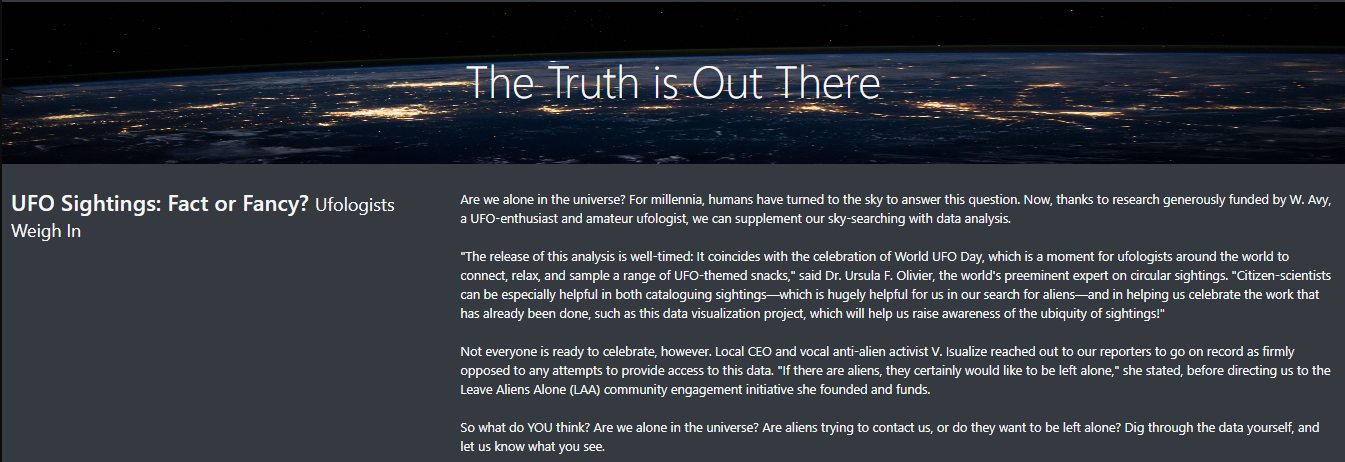 The Truth is Out There
UFO Sightings: Fact or Fancy? Ufologists
Weigh In
Are we alone in the universe? For millennia, humans have turned to the sky to answer this question. Now, thanks to research generously funded by W. Avy,
a UFO-enthusiast and amateur ufologist, we can supplement our sky-searching with data analysis.
"The release of this analysis is well-timed: It coincides with the celebration of World UFO Day, which is a moment for ufologists around the world to
connect, relax, and sample a range of UFO-themed snacks," said Dr. Ursula F. Olivier, the world's preeminent expert on circular sightings. "Citizen-scientists
can be especially helpful in both cataloguing sightings—which is hugely helpful for us in our search for aliens—and in helping us celebrate the work that
has already been done, such as this data visualization project, which will help us raise awareness of the ubiquity of sightings!"
Not everyone is ready to celebrate, however. Local CEO and vocal anti-alien activist V. Isualize reached out to our reporters to go on record as firmly
opposed to any attempts to provide access to this data. "If there are aliens, they certainly would like to be left alone," she stated, before directing us to the
Leave Aliens Alone (LAA) community engagement initiative she founded and funds.
So what do YOU think? Are we alone in the universe? Are aliens trying to contact us, or do they want to be left alone? Dig through the data yourself, and
let us know what you see.